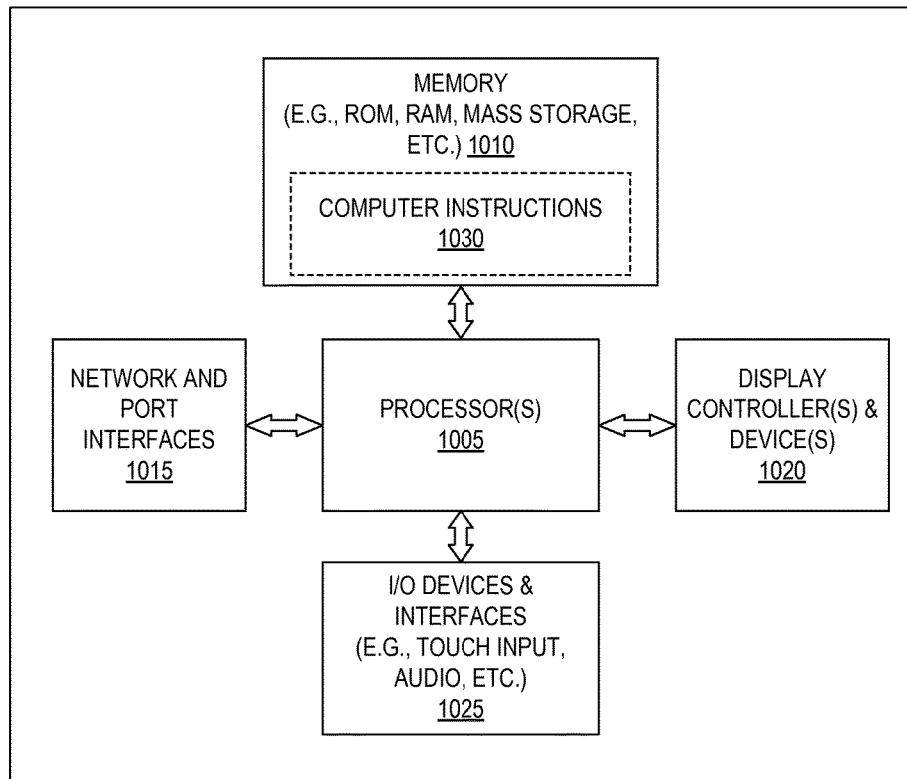 MEMORY
(E.G., ROM, RAM, MASS STORAGE,
ETC.) 1010
COMPUTER INSTRUCTIONS
1030
NETWORK AND
PORT
INTERFACES
1015
PROCESSOR(S)
1005
DISPLAY
CONTROLLER(S) &
DEVICE(S)
1020
I/O DEVICES &
INTERFACES
(E.G., TOUCH INPUT,
AUDIO, ETC.)
1025